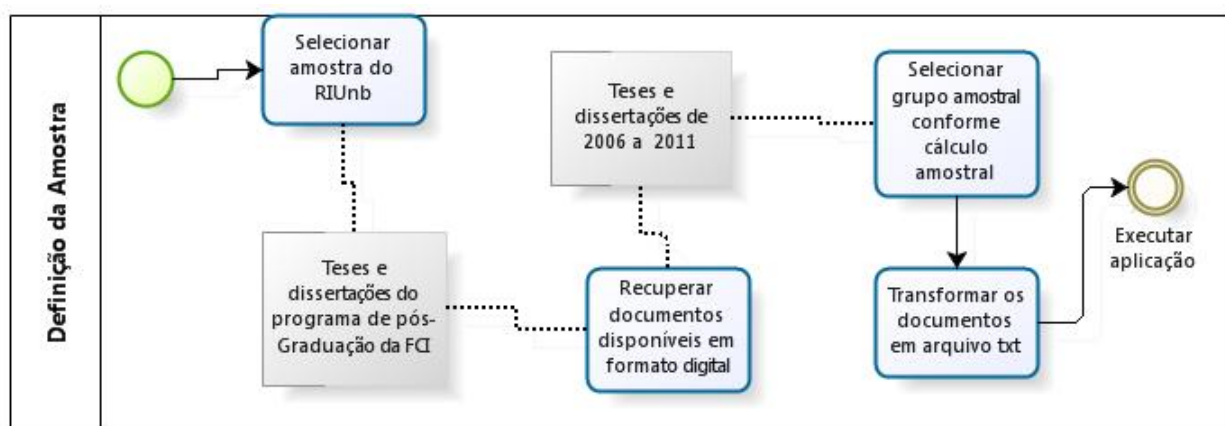 Definição da Amostra
Selecionar
amostra do
RIUnb
Teses e
dissertações do
programa de pós-
Graduação da FCI
Recuperar
documentos
disponíveis em
formato digital
Teses e
dissertações de
2006 a 2011
Selecionar
grupo amostral
conforme
cálculo
amostral
Transformar os
documentos
em arquivo txt
Executar
aplicação